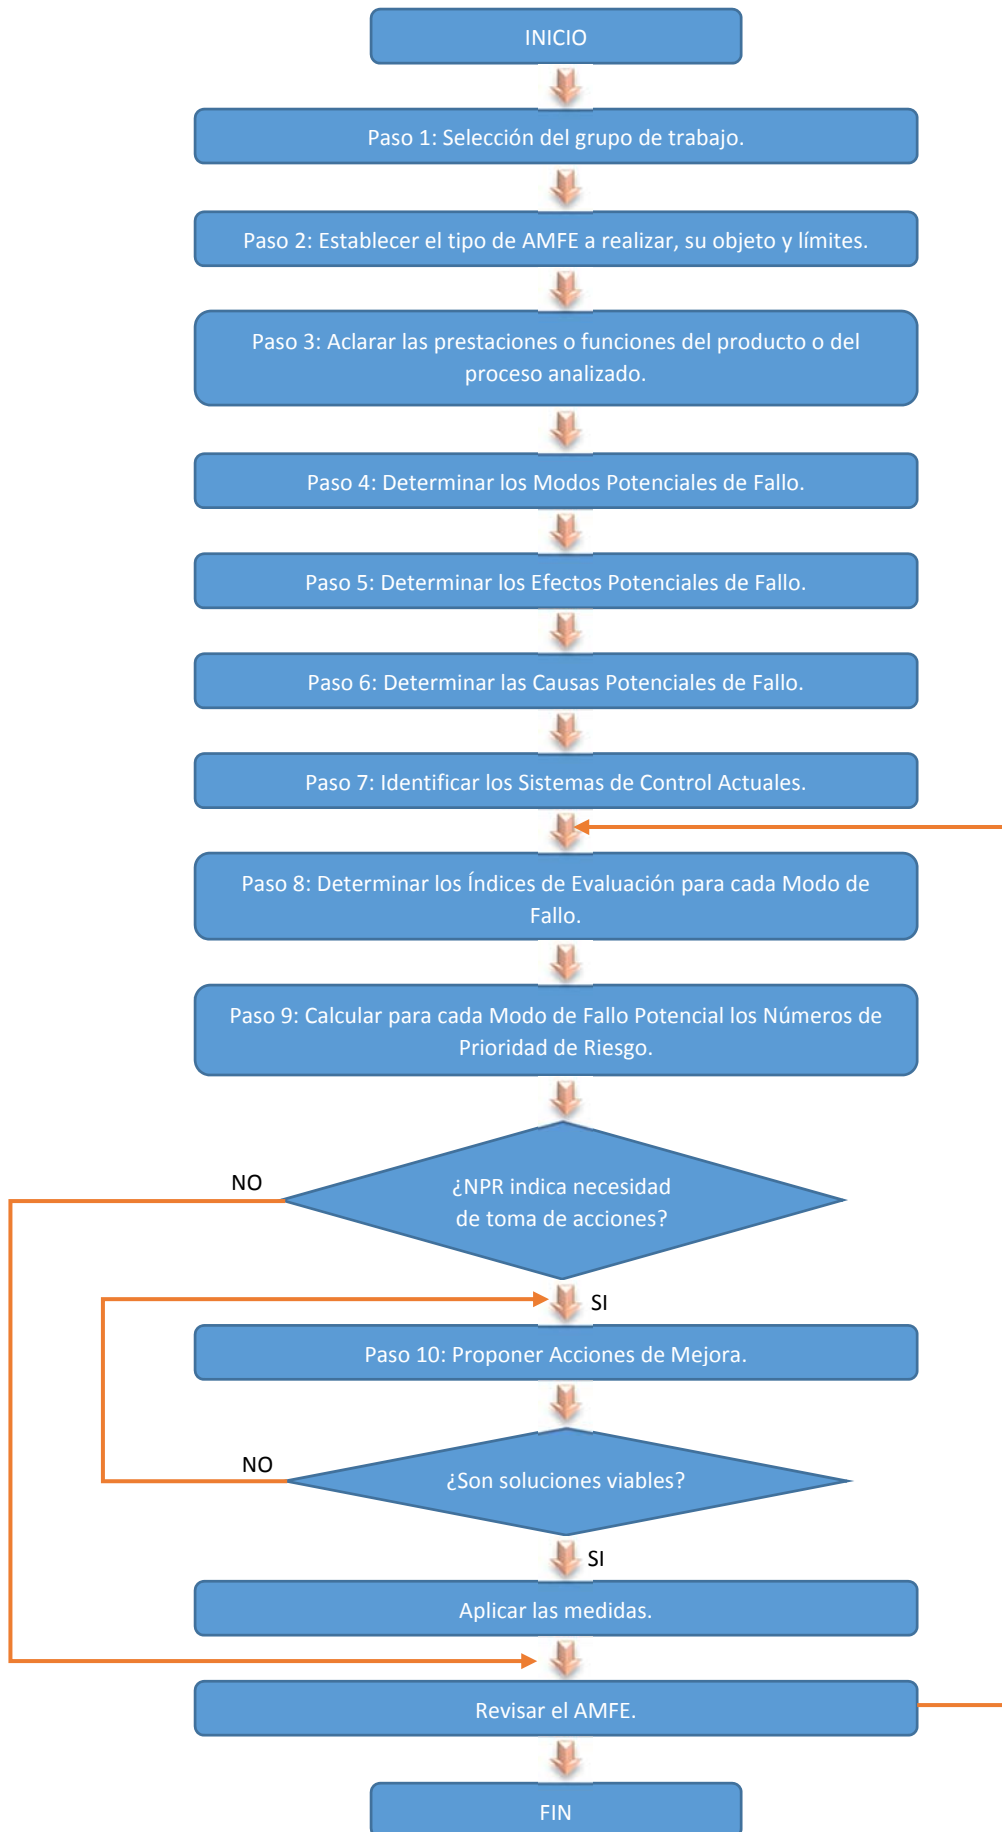 INICIO
Paso 1: Selección del grupo de trabajo.
Paso 2: Establecer el tipo de AMFE a realizar, su objeto y límites.
Paso 3: Aclarar las prestaciones o funciones del producto o del
proceso analizado.
Paso 4: Determinar los Modos Potenciales de Fallo.
Paso 5: Determinar los Efectos Potenciales de Fallo.
Paso 6: Determinar las Causas Potenciales de Fallo.
Paso 7: Identificar los Sistemas de Control Actuales.
Paso 8: Determinar los Índices de Evaluación para cada Modo de
Fallo.
Paso 9: Calcular para cada Modo de Fallo Potencial los Números de
Prioridad de Riesgo.
NO
¿NPR indica necesidad
de toma de acciones?
SI
Paso 10: Proponer Acciones de Mejora.
NO
¿Son soluciones viables?
SI
Aplicar las medidas.
Revisar el AMFE.
FIN